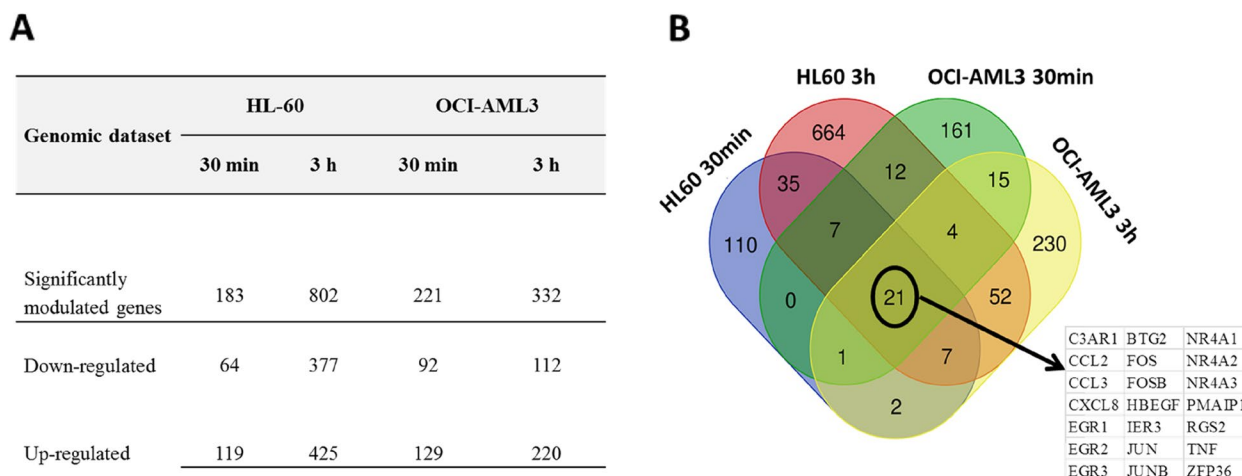 A
Genomic dataset HL-60 OCI-AML3
30 min 3 h 30 min 3 h
Significantly
modulated genes 183 802 221 332
Down-regulated 64 377 92 112
Up-regulated 119 425 129 220
B
HL60 3h OCI-AML3 30min
HL60 30min OCI-AML3 3h
664 161
35 12 15
110 7 4 230
0 21 52
1 7
2
C3AR1 BTG2 NR4A1
CCL2 FOS NR4A2
CCL3 FOSB NR4A3
CXCL8 HBEGF PMAIP1
EGR1 IER3 RGS2
EGR2 JUN TNF
EGR3 JUNB ZFP36